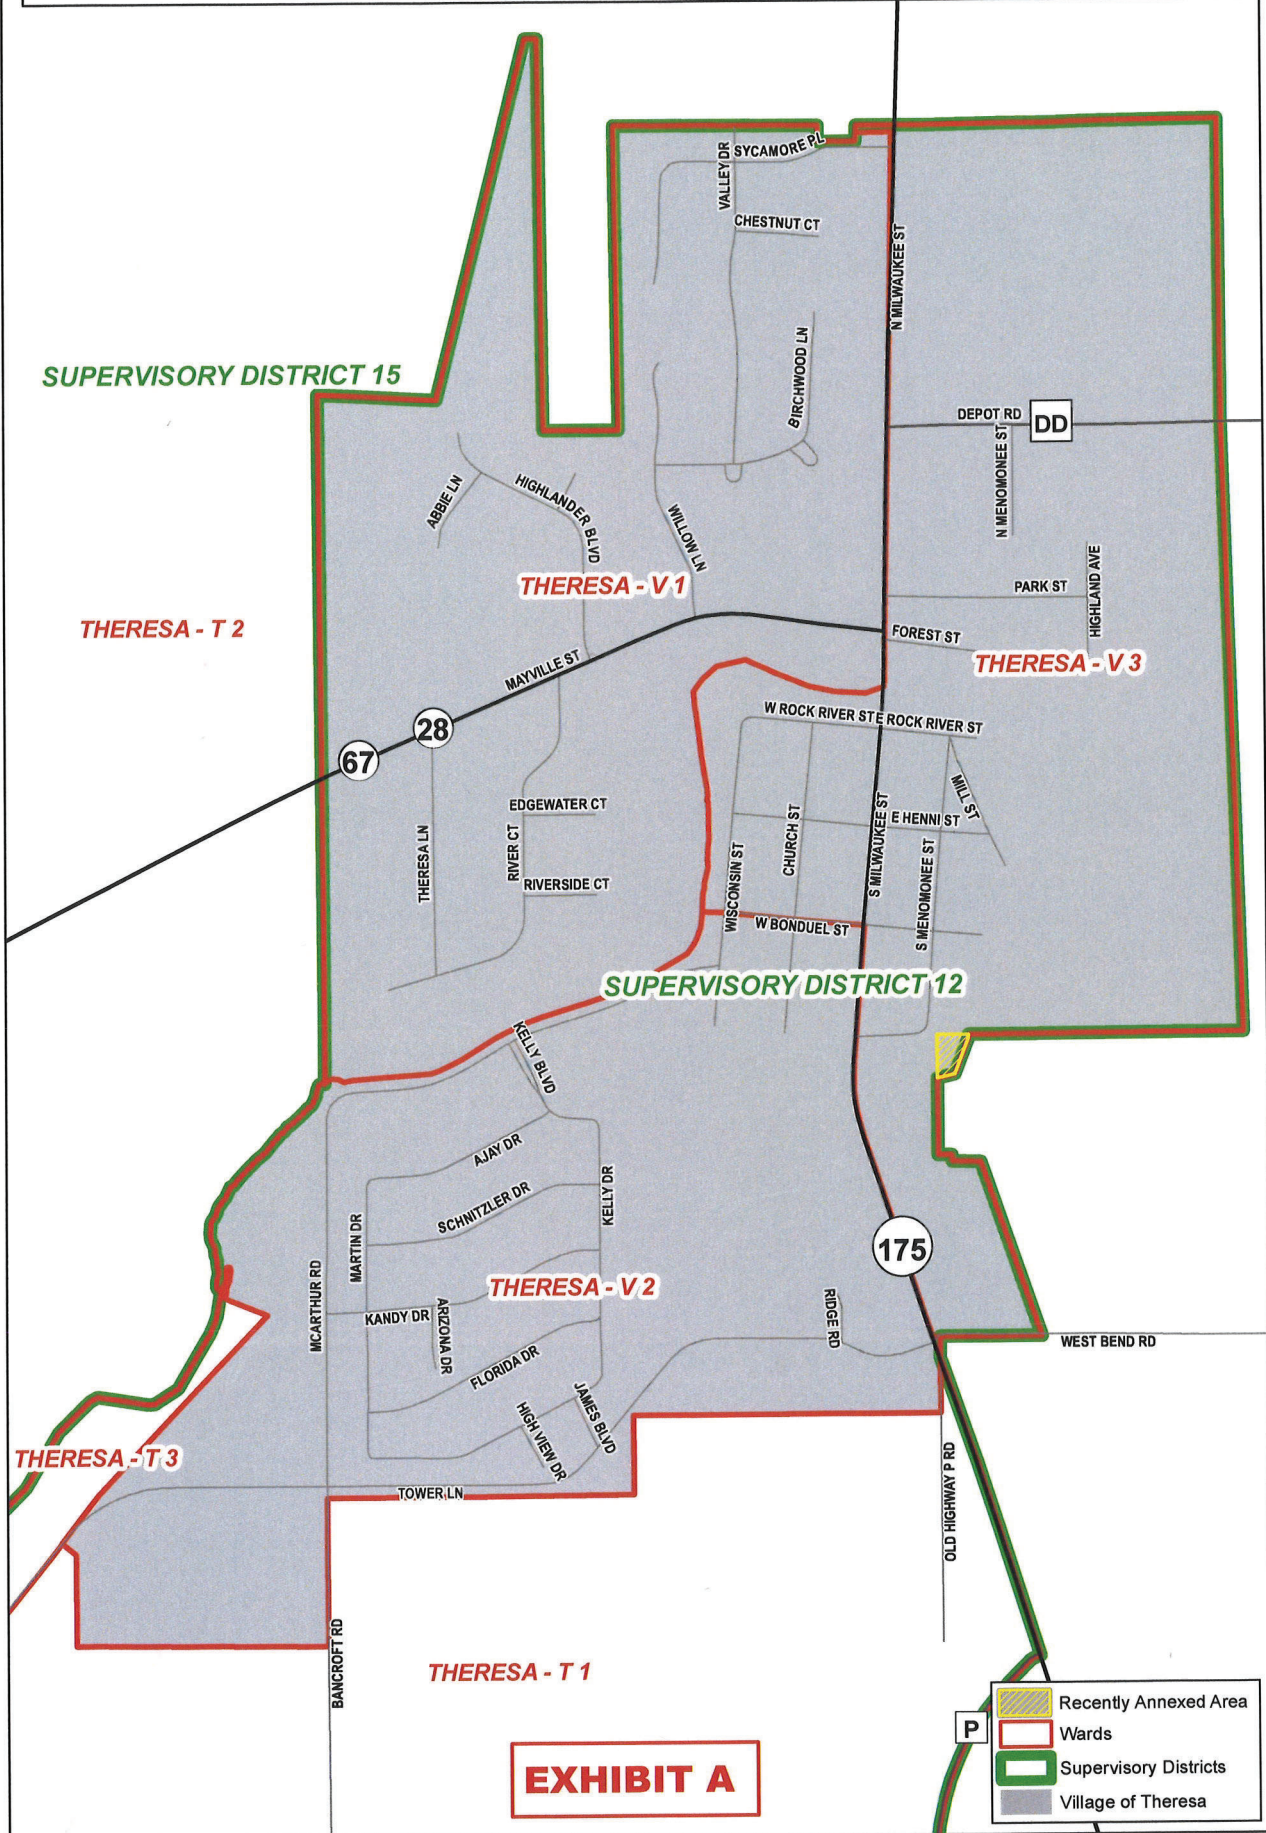 SYCAMORE PL
VALLEY DR
CHESTNUT CT
N MILWAUKEE ST
BIRCHWOOD LN
SUPERVISORY DISTRICT 15
DEPOT RD
DD
N MENOMONEE ST
ABBIE LN
HIGHLANDER BLVD
WILLOW LN
THERESA - V 1
PARK ST
HIGHLAND AVE
THERESA - T 2
FOREST ST
THERESA - V 3
MAYVILLE ST
W ROCK RIVER ST
E ROCK RIVER ST
28
67
MILL ST
EDGEWATER CT
E HENNI ST
THERESA LN
RIVER CT
CHURCH ST
S MILWAUKEE ST
RIVERSIDE CT
WISCONSIN ST
S MENOMONEE ST
W BONDUEL ST
SUPERVISORY DISTRICT 12
KELLY BLVD
AJAY DR
SCHNITZLER DR
KELLY DR
MARTIN DR
175
MCARTHUR RD
THERESA - V 2
KANDY DR
ARIZONA DR
RIDGE RD
WEST BEND RD
FLORIDA DR
JAMES BLVD
HIGH VIEW DR
THERESA - T 3
TOWER LN
OLD HIGHWAY P RD
BANCROFT RD
THERESA - T 1
P
Recently Annexed Area
Wards
Supervisory Districts
Village of Theresa
EXHIBIT A